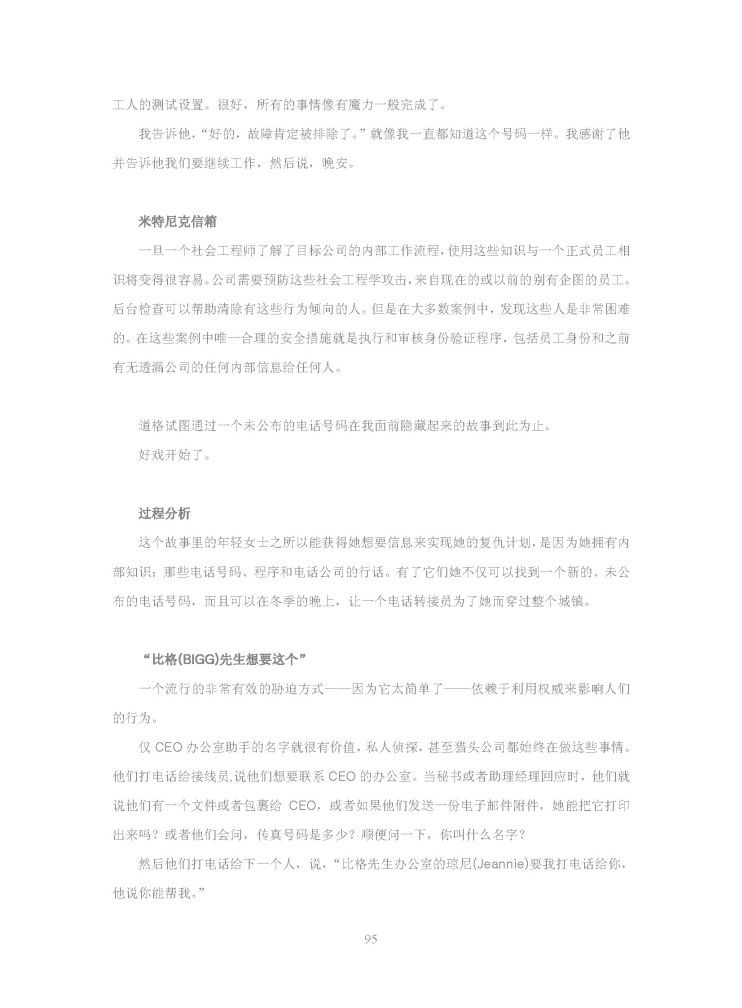 工人的测试设置。很好，所有的事情像有魔力一般完成了。
我告诉他，“好的，故障肯定被排除了。”就像我一直都知道这个号码一样。我感谢了他
并告诉他我们要继续工作，然后说，晚安。
米特尼克信箱
一旦一个社会工程师了解了目标公司的内部工作流程，使用这些知识与一个正式员工相
识将变得很容易。公司需要预防这些社会工程学攻击，来自现在的或以前的别有企图的员工。
后台检查可以帮助清除有这些行为倾向的人。但是在大多数案例中，发现这些人是非常困难
的。在这些案例中唯一合理的安全措施就是执行和审核身份验证程序，包括员工身份和之前
有无透漏公司的任何内部信息给任何人。
道格试图通过一个未公布的电话号码在我面前隐藏起来的故事到此为止。
好戏开始了。
过程分析
这个故事里的年轻女士之所以能获得她想要信息来实现她的复仇计划，是因为她拥有内
部知识：那些电话号码、程序和电话公司的行话。有了它们她不仅可以找到一个新的、未公
布的电话号码，而且可以在冬季的晚上，让一个电话转接员为了她而穿过整个城镇。
“比格(BIGG)先生想要这个”
一个流行的非常有效的胁迫方式——因为它太简单了——依赖于利用权威来影响人们
的行为。
仅 CEO 办公室助手的名字就很有价值，私人侦探，甚至猎头公司都始终在做这些事情。
他们打电话给接线员,说他们想要联系 CEO 的办公室。当秘书或者助理经理回应时，他们就
说他们有一个文件或者包裹给 CEO，或者如果他们发送一份电子邮件附件，她能把它打印
出来吗？或者他们会问，传真号码是多少？顺便问一下，你叫什么名字？
然后他们打电话给下一个人，说，“比格先生办公室的琼尼(Jeannie)要我打电话给你，
他说你能帮我。”
95